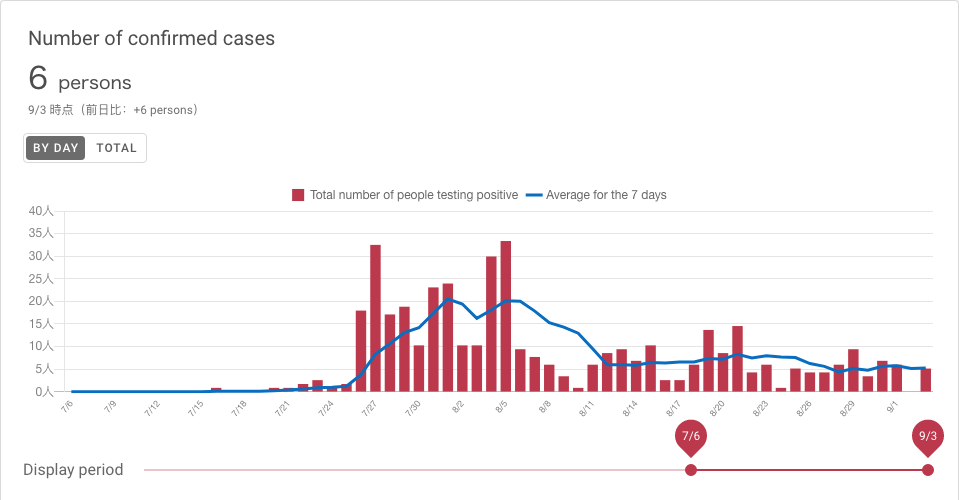 Number of confirmed cases
6 persons
9/3 時点（前日比：+6 persons）
BY DAY TOTAL
Total number of people testing positive Average for the 7 days
40人
35人
30人
25人
20人
15人
10人
5人
0人
7/6 7/9 7/12 7/15 7/18 7/21 7/24 7/27 7/30 8/2 8/5 8/8 8/11 8/14 8/17 8/20 8/23 8/26 8/29 9/1
7/6 9/3
Display period